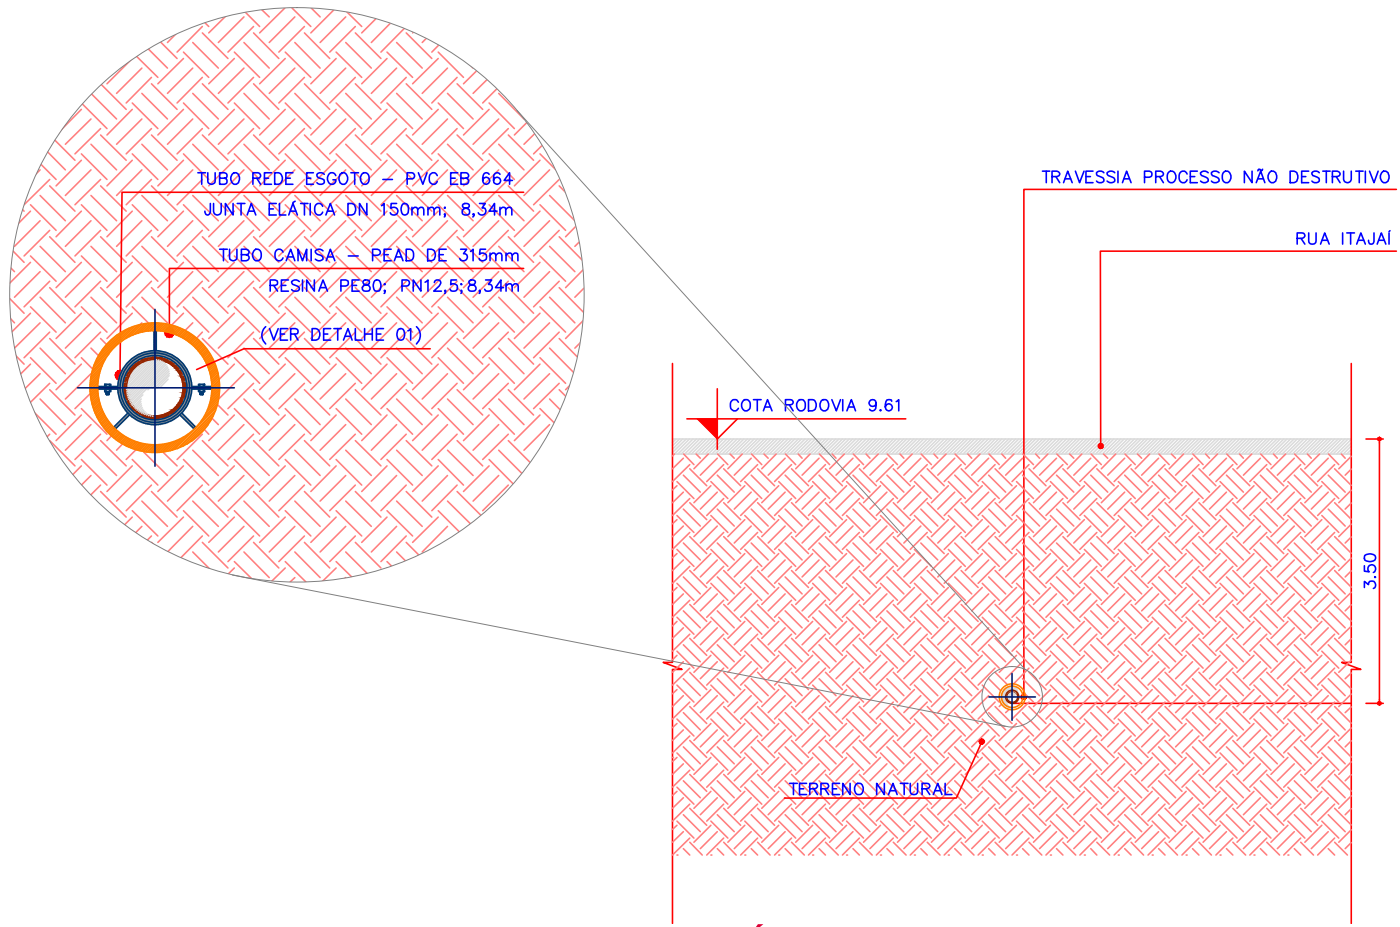 TUBO REDE ESGOTO - PVC EB 664
JUNTA ELÁTICA DN 150mm; 8,34m
TUBO CAMISA - PEAD DE 315mm
RESINA PE80; PN12,5;8,34m
(VER DETALHE 01)
TRAVESSIA PROCESSO NÃO DESTRUTIVO
RUA ITAJAÍ
COTA RODOVIA 9.61
3.50
TERRENO NATURAL